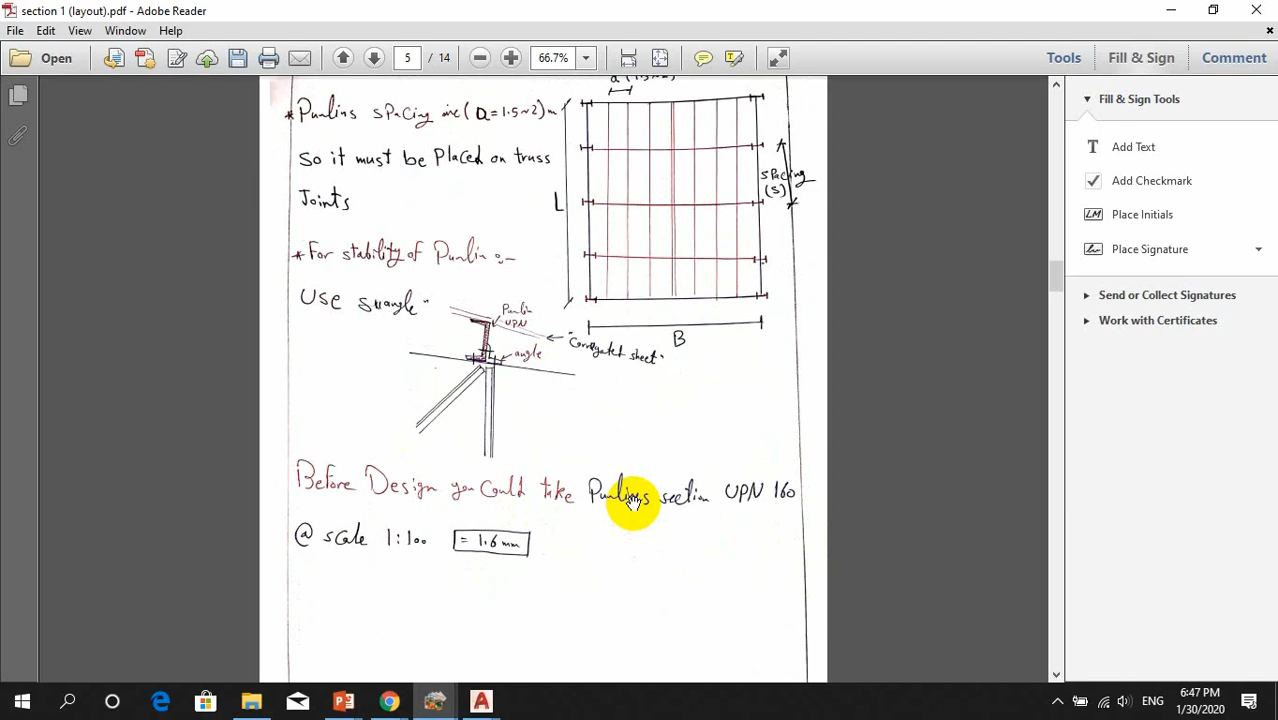 section 1 (layout).pdf - Adobe Reader
File Edit View Window Help
Open
5 / 14
66.7%
Tools Fill & Sign Comment
Fill & Sign Tools
Add Text
Add Checkmark
Place Initials
Place Signature
Send or Collect Signatures
Work with Certificates
* Purlins spacing is (a = 1.5~2) m
So it must be Placed on truss
Joints
* For stability of Purlin :-
Use "angle"
Purlin
UPN
angle
"Corrugated sheet"
L
B
spacing
(s)
Before Design you Could take Purlins section UPN 160
@ scale 1:100 = 1.6 mm
ENG
6:47 PM
1/30/2020